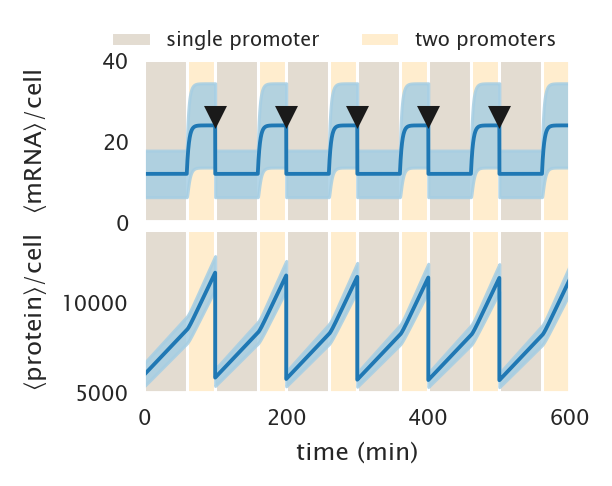 single promoter two promoters
⟨mRNA⟩/cell
40
20
0
⟨protein⟩/cell
10000
5000
0 200 400 600
time (min)